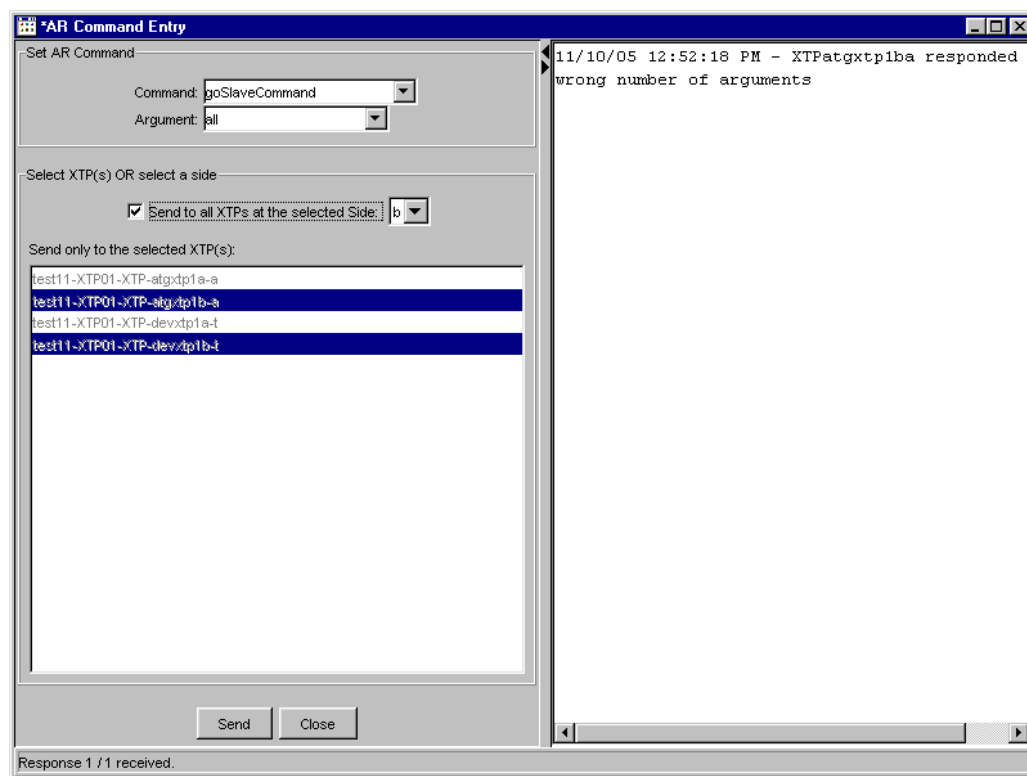 *AR Command Entry
Set AR Command
Command: goSlaveCommand
Argument: all
Select XTP(s) OR select a side
Send to all XTPs at the selected Side: b
Send only to the selected XTP(s):
test11-XTP01-XTP-atgxtp1a-a
test11-XTP01-XTP-atgxtp1b-a
test11-XTP01-XTP-devxtp1a-t
test11-XTP01-XTP-devxtp1b-t
Send Close
11/10/05 12:52:18 PM - XTPatgxtp1ba responded
wrong number of arguments
Response 1 / 1 received.